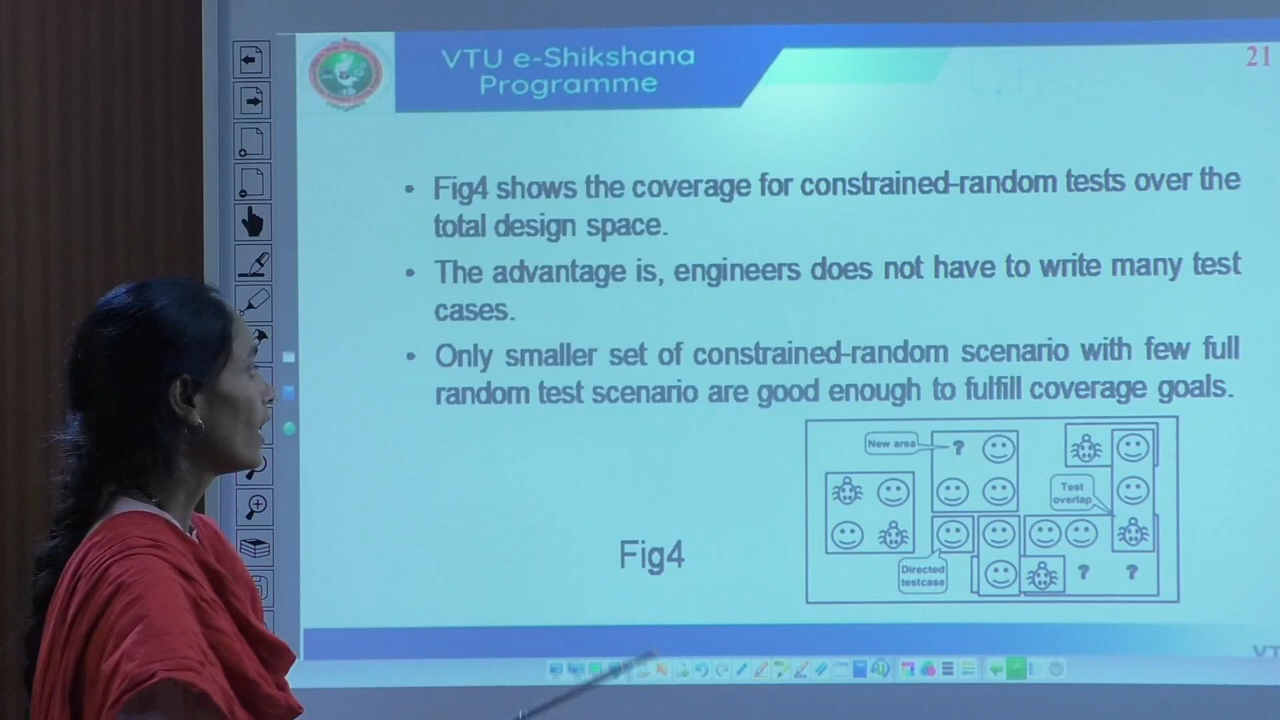 VTU e-Shikshana
Programme
21
• Fig4 shows the coverage for constrained-random tests over the
total design space.
• The advantage is, engineers does not have to write many test
cases.
• Only smaller set of constrained-random scenario with few full
random test scenario are good enough to fulfill coverage goals.
New area
?
Test
overlap
Fig4
Directed
testcase
? ?
VT